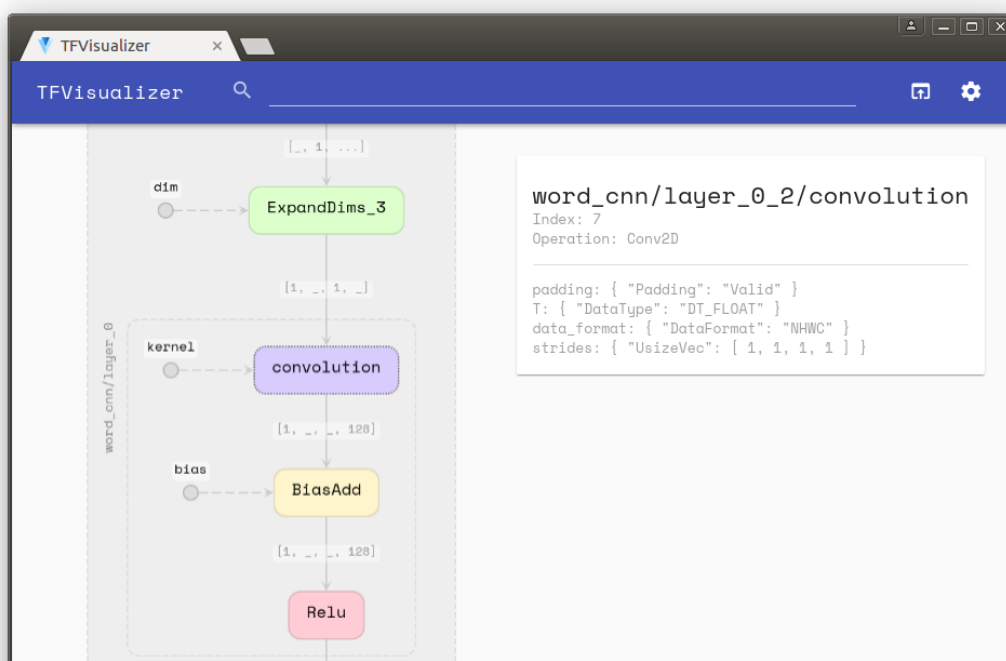 TFVisualizer
TFVisualizer
[_, 1, ...]
dim
ExpandDims_3
[1, _, 1, _]
word_cnn/layer_0
kernel
convolution
[1, _, _, 128]
bias
BiasAdd
[1, _, _, 128]
Relu
word_cnn/layer_0_2/convolution
Index: 7
Operation: Conv2D
padding: { "Padding": "Valid" }
T: { "DataType": "DT_FLOAT" }
data_format: { "DataFormat": "NHWC" }
strides: { "UsizeVec": [ 1, 1, 1, 1 ] }